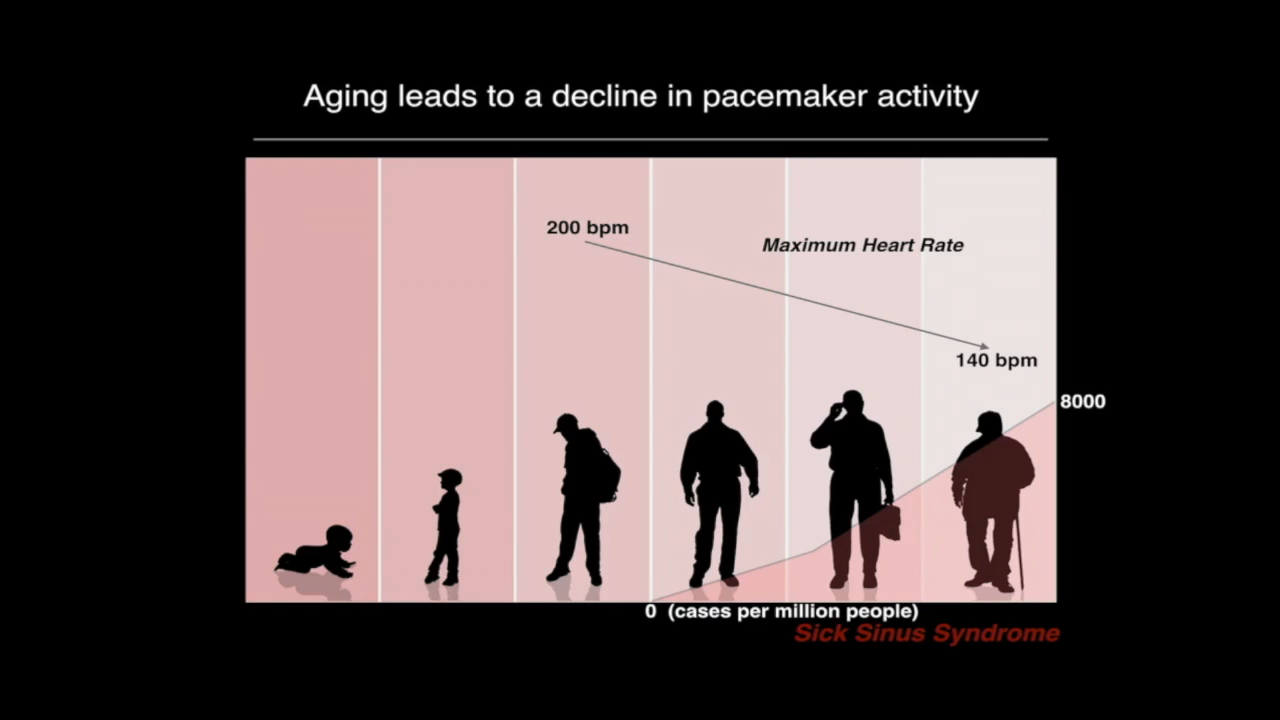 Aging leads to a decline in pacemaker activity
200 bpm
Maximum Heart Rate
140 bpm
8000
0 (cases per million people)
Sick Sinus Syndrome